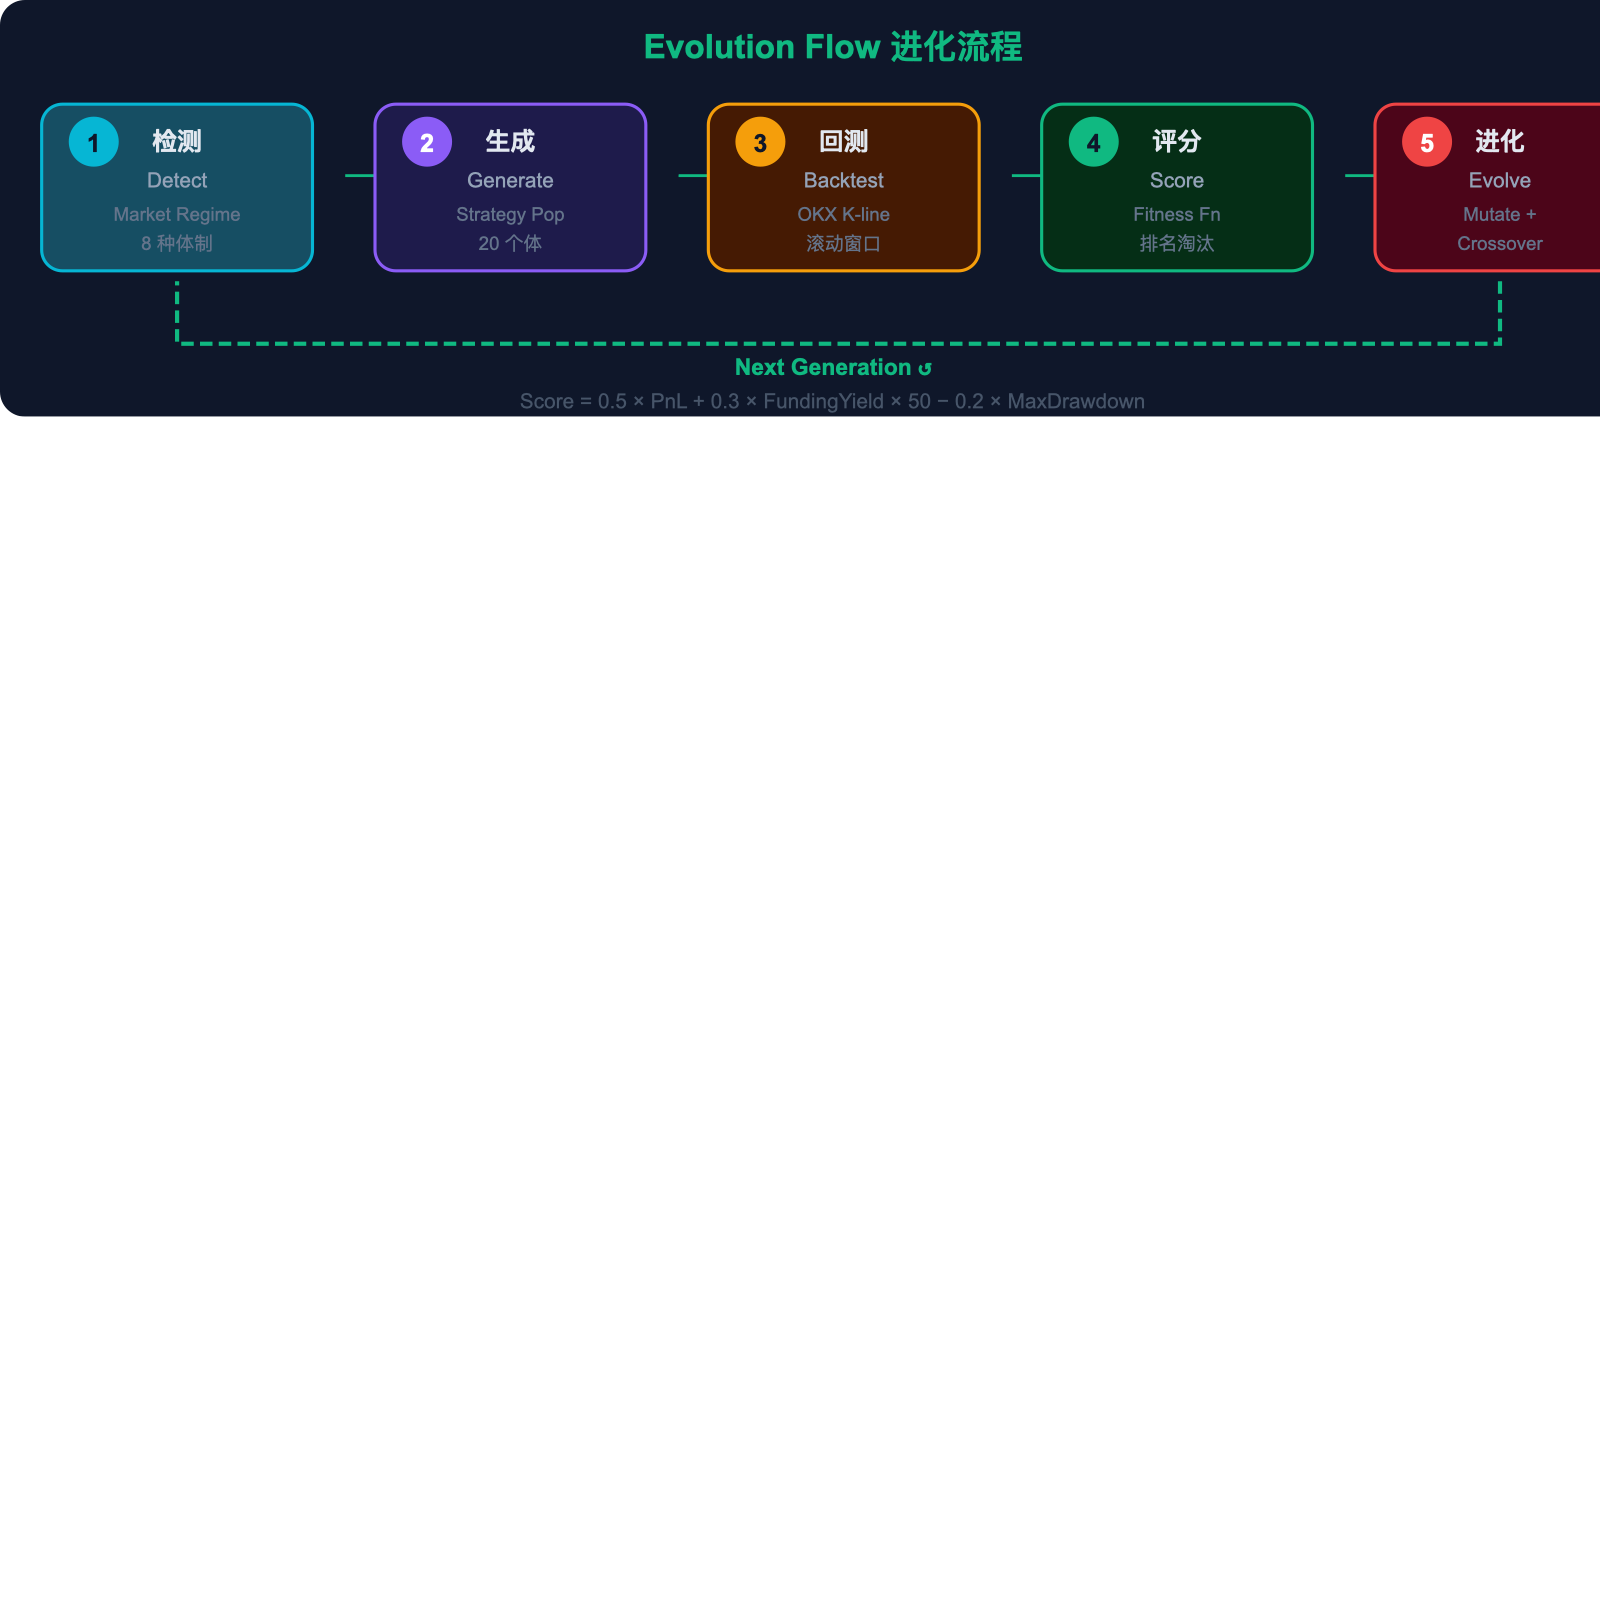 Evolution Flow 进化流程
1
检测
Detect
Market Regime
8 种体制
2
生成
Generate
Strategy Pop
20 个体
3
回测
Backtest
OKX K-line
滚动窗口
4
评分
Score
Fitness Fn
排名淘汰
5
进化
Evolve
Mutate +
Crossover
Next Generation ↺
Score = 0.5 × PnL + 0.3 × FundingYield × 50 − 0.2 × MaxDrawdown